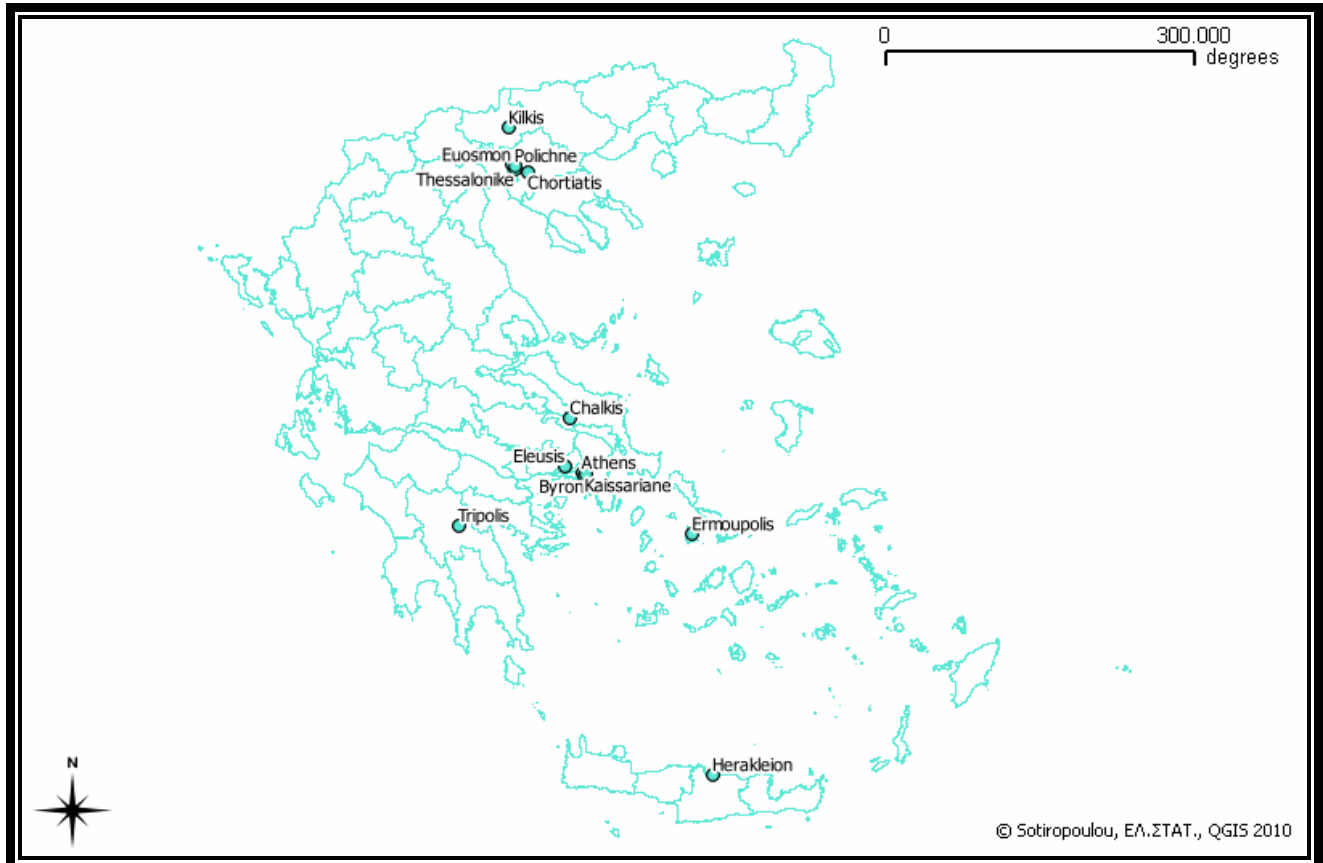 0 300.000
degrees
Kilkis
Euosmon Polichne
Thessalonike Chortiatis
Chalkis
Eleusis Athens
Byron Kaissariane
Tripolis
Ermoupolis
Herakleion
N
© Sotiropoulou, ΕΛ.ΣΤΑΤ., QGIS 2010